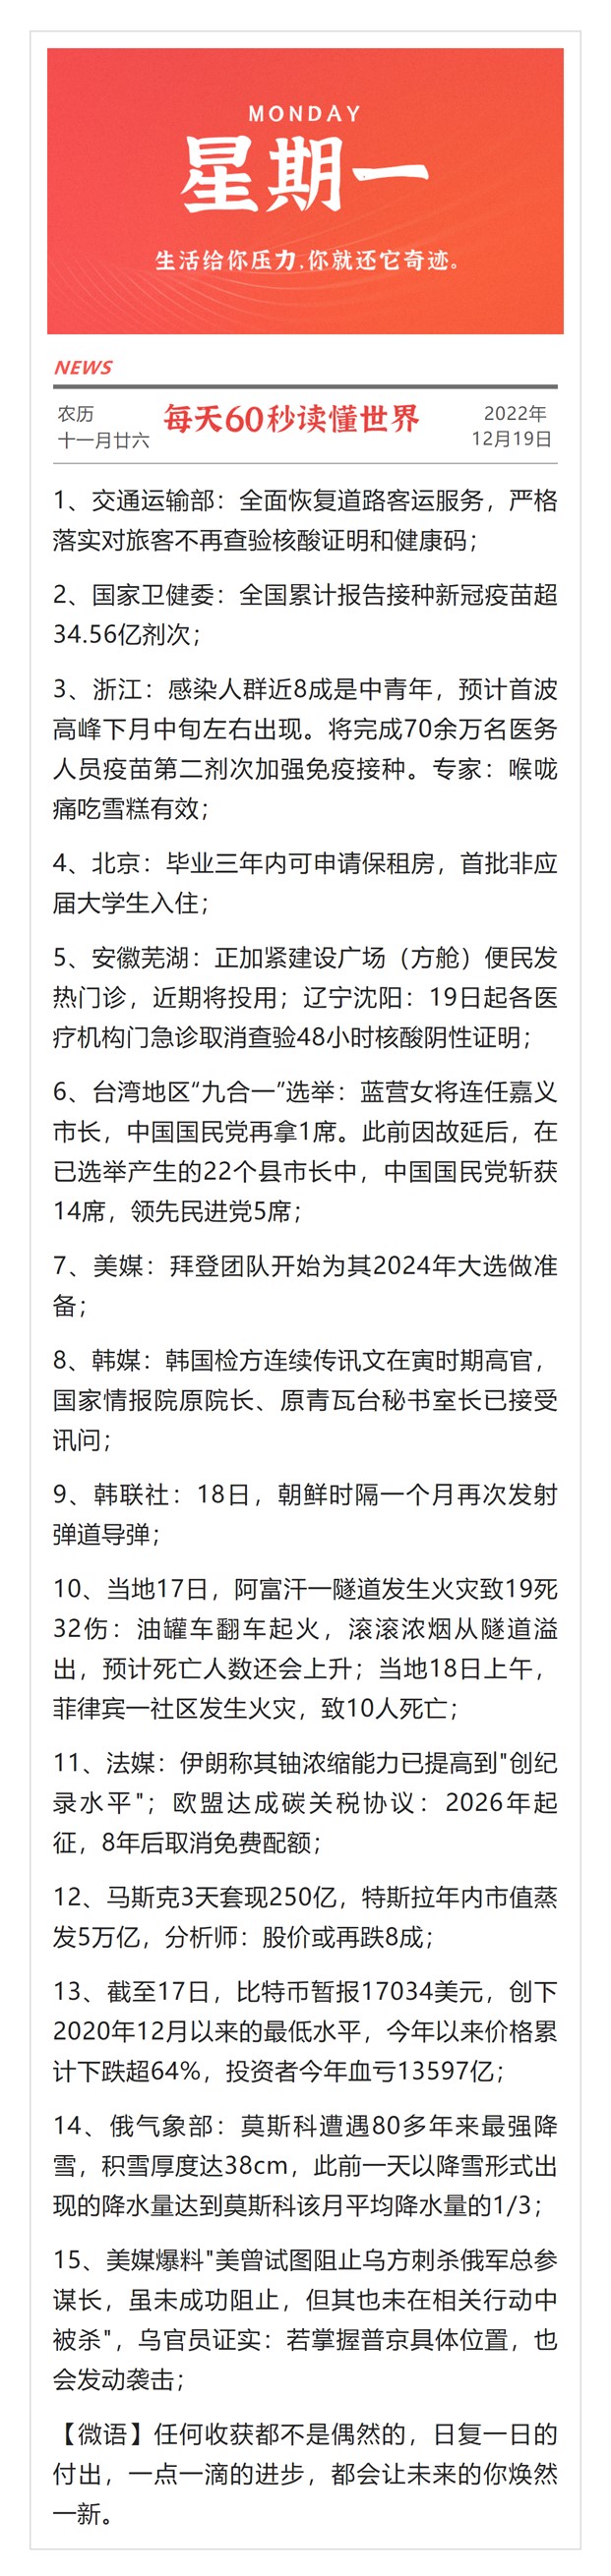 MONDAY
星期一
生活给你压力,你就还它奇迹。
NEWS
农历
十一月廿六
每天60秒读懂世界
2022年
12月19日
1、交通运输部：全面恢复道路客运服务，严格
落实对旅客不再查验核酸证明和健康码；
2、国家卫健委：全国累计报告接种新冠疫苗超
34.56亿剂次；
3、浙江：感染人群近8成是中青年，预计首波
高峰下月中旬左右出现。将完成70余万名医务
人员疫苗第二剂次加强免疫接种。专家：喉咙
痛吃雪糕有效；
4、北京：毕业三年内可申请保租房，首批非应
届大学生入住；
5、安徽芜湖：正加紧建设广场（方舱）便民发
热门诊，近期将投用；辽宁沈阳：19日起各医
疗机构门急诊取消查验48小时核酸阴性证明；
6、台湾地区“九合一”选举：蓝营女将连任嘉义
市长，中国国民党再拿1席。此前因故延后，在
已选举产生的22个县市长中，中国国民党斩获
14席，领先民进党5席；
7、美媒：拜登团队开始为其2024年大选做准
备；
8、韩媒：韩国检方连续传讯文在寅时期高官，
国家情报院原院长、原青瓦台秘书室长已接受
讯问；
9、韩联社：18日，朝鲜时隔一个月再次发射
弹道导弹；
10、当地17日，阿富汗一隧道发生火灾致19死
32伤：油罐车翻车起火，滚滚浓烟从隧道溢
出，预计死亡人数还会上升；当地18日上午，
菲律宾一社区发生火灾，致10人死亡；
11、法媒：伊朗称其铀浓缩能力已提高到"创纪
录水平"；欧盟达成碳关税协议：2026年起
征，8年后取消免费配额；
12、马斯克3天套现250亿，特斯拉年内市值蒸
发5万亿，分析师：股价或再跌8成；
13、截至17日，比特币暂报17034美元，创下
2020年12月以来的最低水平，今年以来价格累
计下跌超64%，投资者今年血亏13597亿；
14、俄气象部：莫斯科遭遇80多年来最强降
雪，积雪厚度达38cm，此前一天以降雪形式出
现的降水量达到莫斯科该月平均降水量的1/3；
15、美媒爆料"美曾试图阻止乌方刺杀俄军总参
谋长，虽未成功阻止，但其也未在相关行动中
被杀"，乌官员证实：若掌握普京具体位置，也
会发动袭击；
【微语】任何收获都不是偶然的，日复一日的
付出，一点一滴的进步，都会让未来的你焕然
一新。